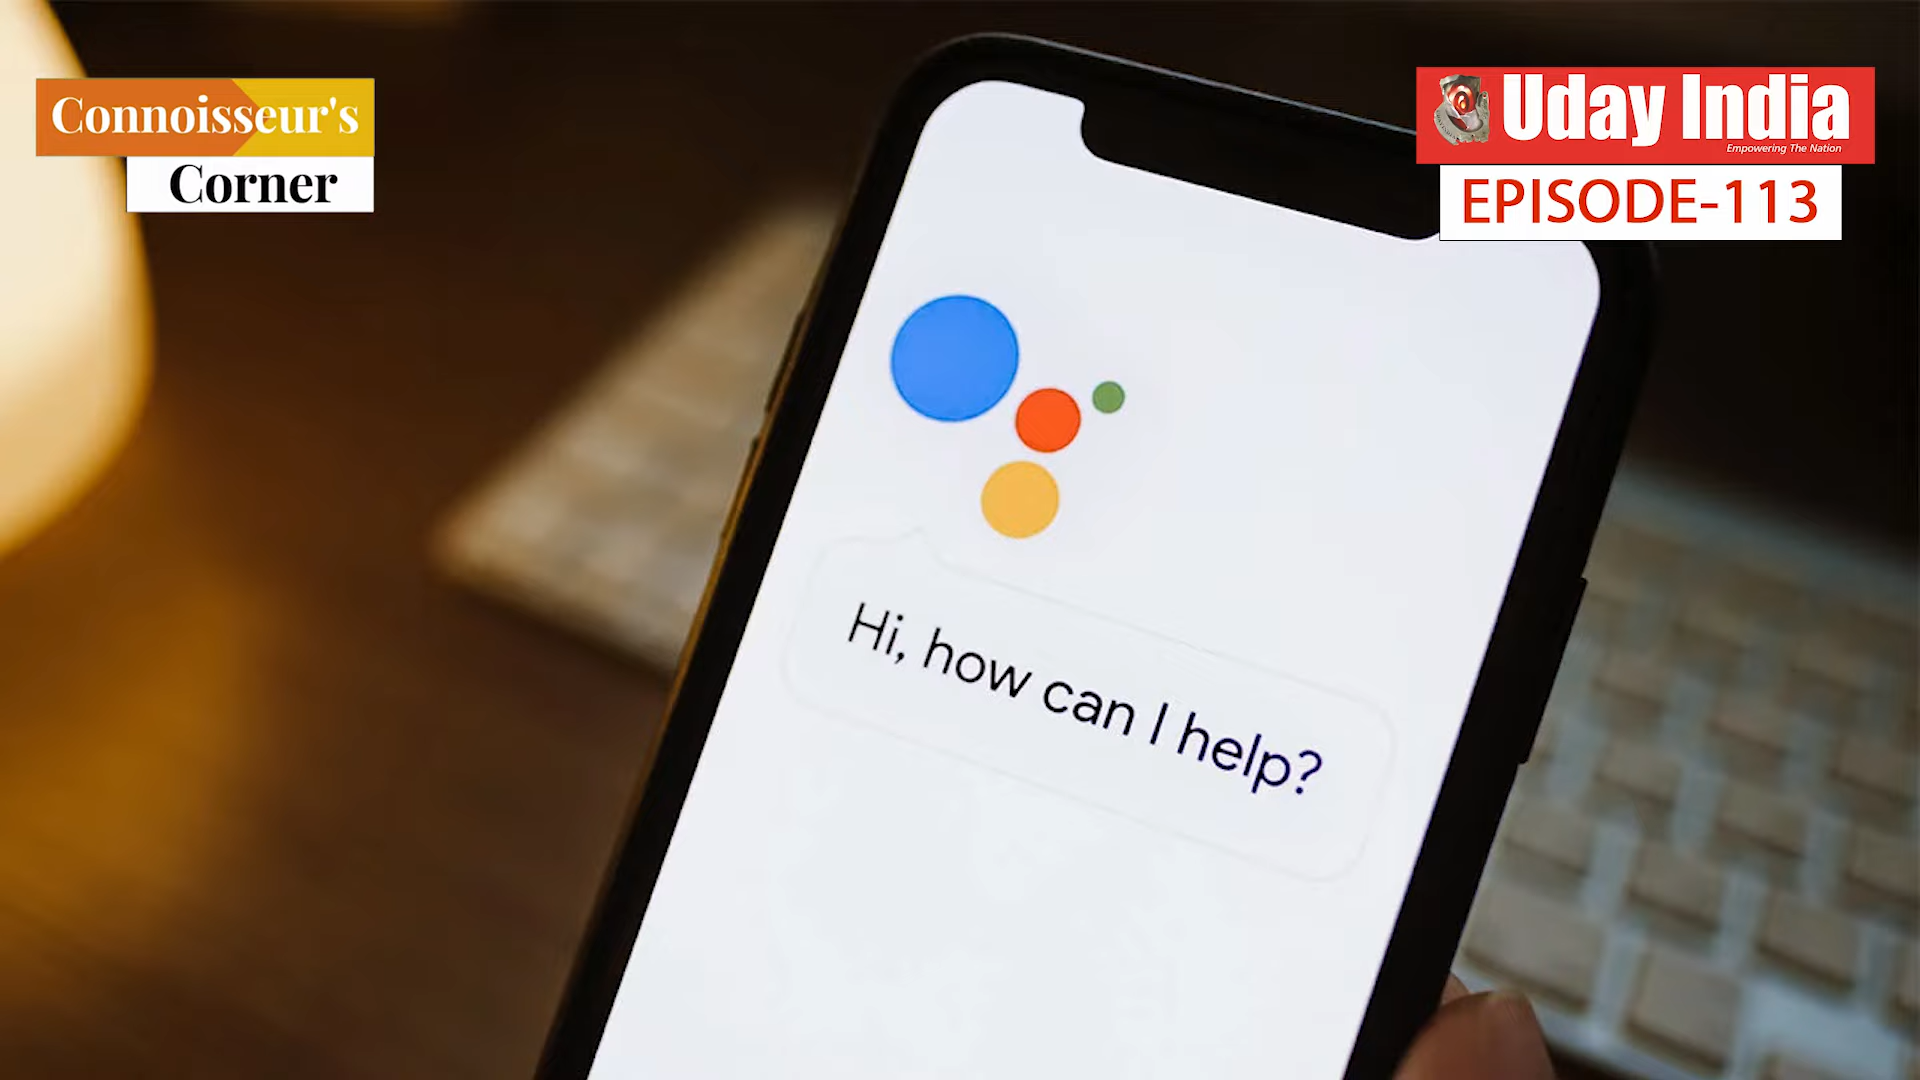 Connoisseur's
Corner
Uday India
Empowering The Nation
EPISODE-113
Hi, how can I help?